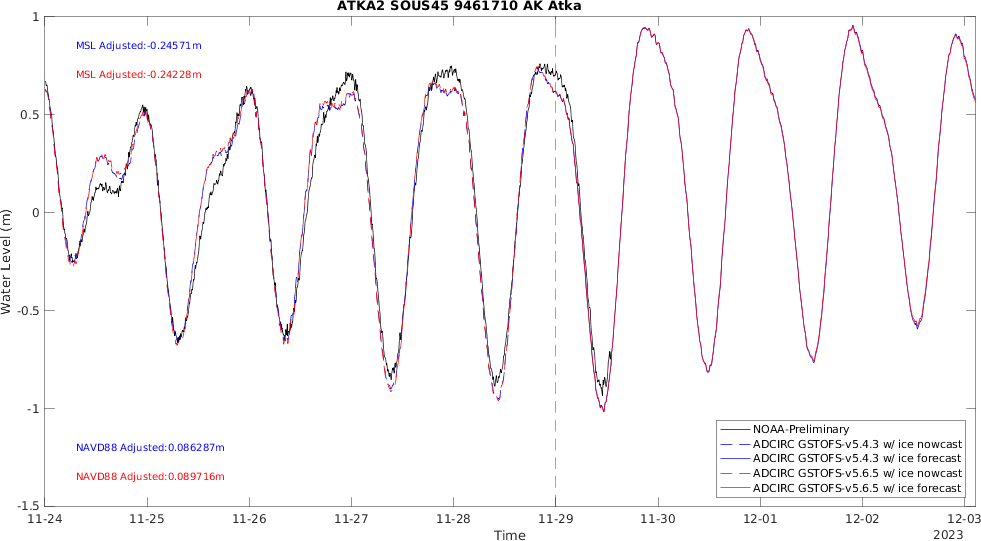 ATKA2 SOUS45 9461710 AK Atka
MSL Adjusted:-0.24571m
MSL Adjusted:-0.24228m
NAVD88 Adjusted:0.086287m
NAVD88 Adjusted:0.089716m
Water Level (m)
1
0.5
0
-0.5
-1
-1.5
NOAA-Preliminary
ADCIRC GSTOFS-v5.4.3 w/ ice nowcast
ADCIRC GSTOFS-v5.4.3 w/ ice forecast
ADCIRC GSTOFS-v5.6.5 w/ ice nowcast
ADCIRC GSTOFS-v5.6.5 w/ ice forecast
11-24 11-25 11-26 11-27 11-28 11-29 11-30 12-01 12-02 12-03
Time
2023